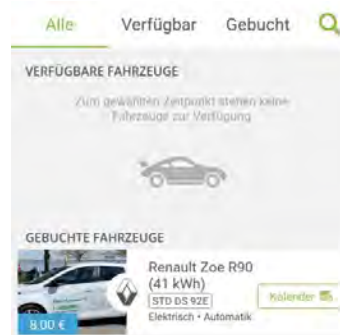 Alle Verfügbar Gebucht
VERFÜGBARE FAHRZEUGE
Zum gewählten Zeitpunkt stehen keine
Fahrzeuge zur Verfügung
GEBUCHTE FAHRZEUGE
Renault Zoe R90
(41 kWh)
STD DS 92E
Kalender
Elektrisch • Automatik
8,00 €